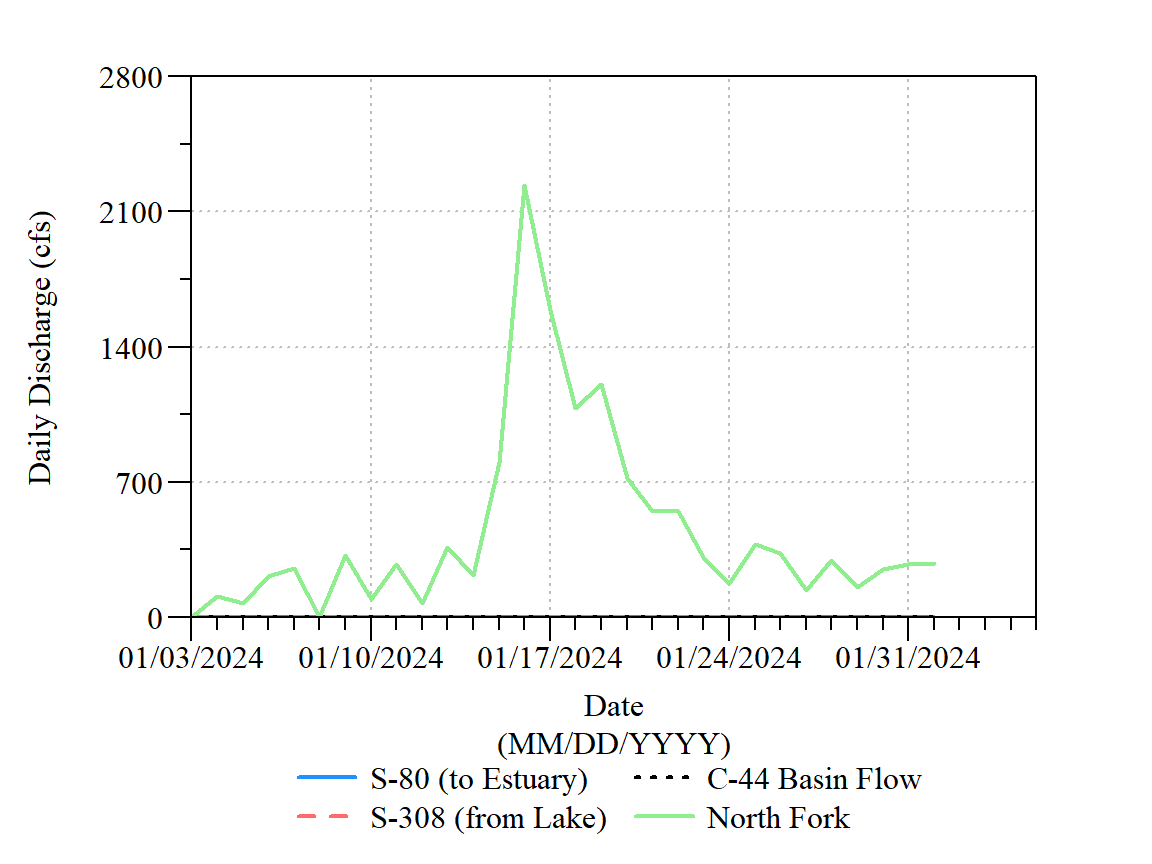 2800
2100
1400
700
0
Daily Discharge (cfs)
01/03/2024 01/10/2024 01/17/2024 01/24/2024 01/31/2024
Date
(MM/DD/YYYY)
S-80 (to Estuary) C-44 Basin Flow
S-308 (from Lake) North Fork